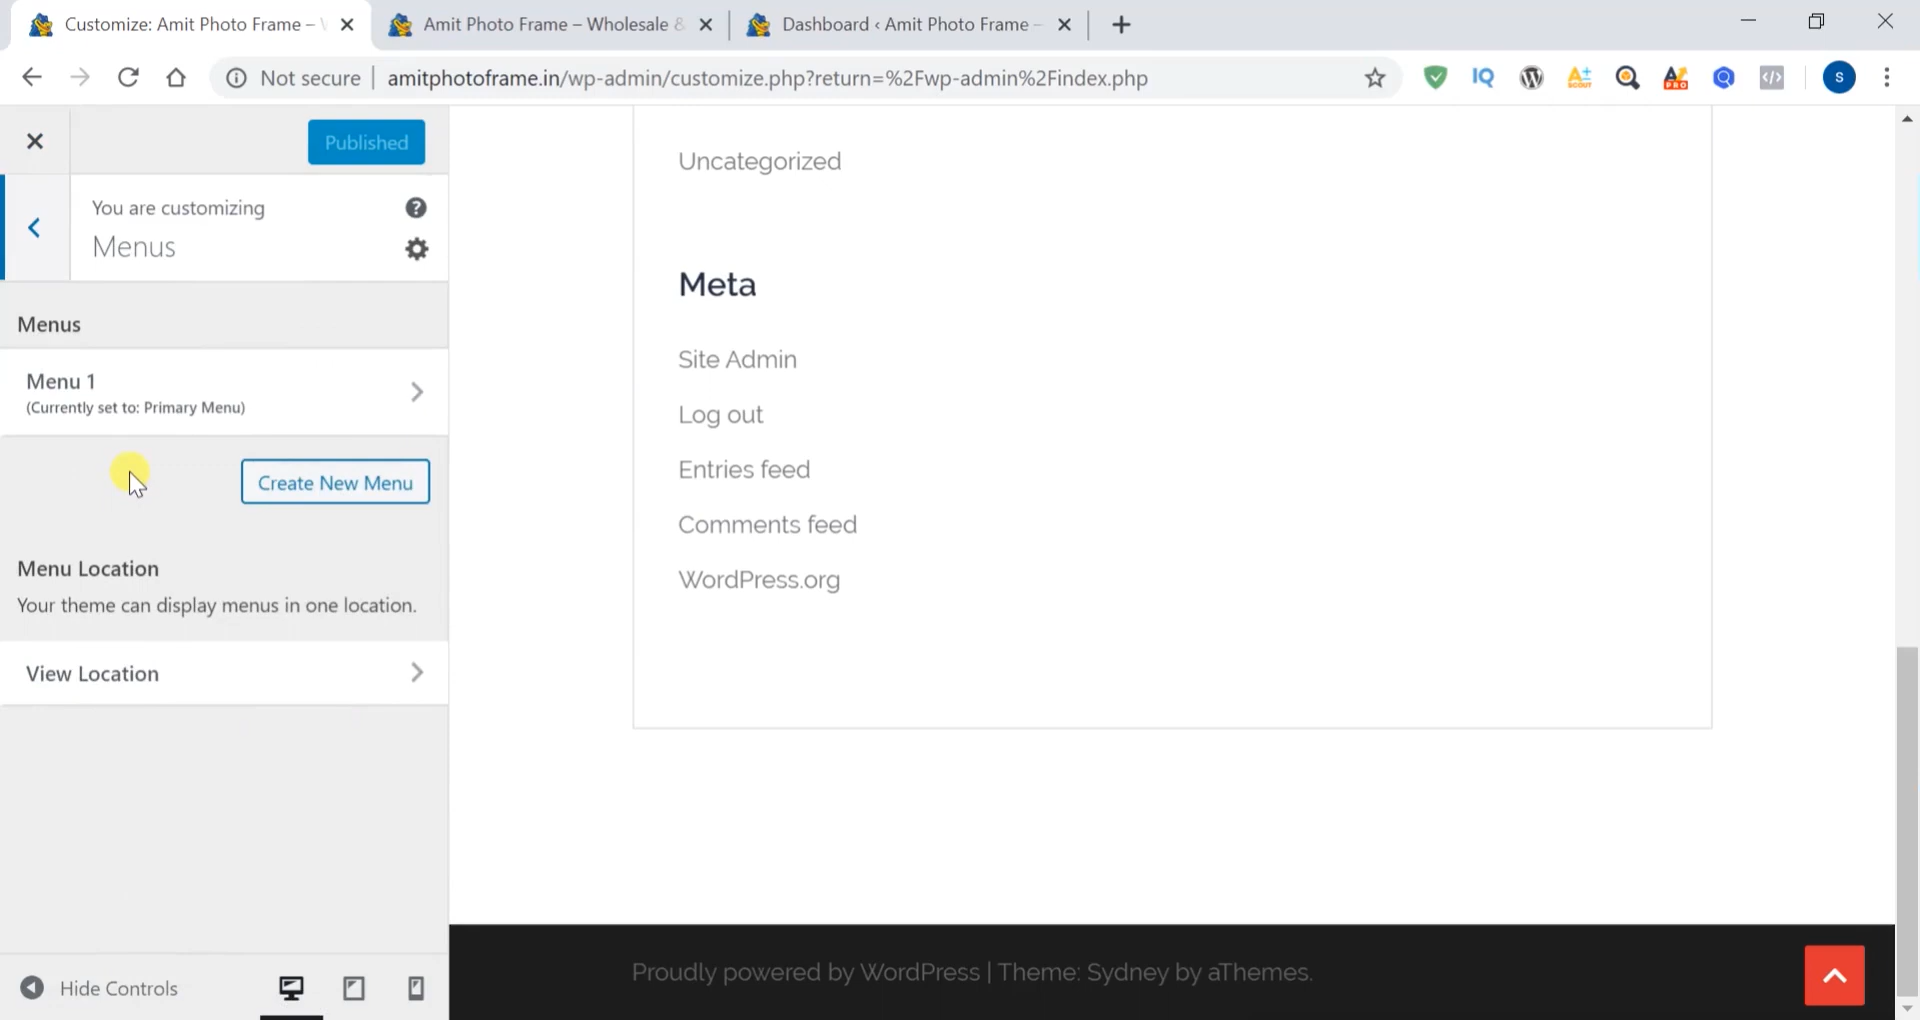 Customize: Amit Photo Frame –
Amit Photo Frame – Wholesale &
Dashboard ‹ Amit Photo Frame –
Not secure
amitphotoframe.in/wp-admin/customize.php?return=%2Fwp-admin%2Findex.php
IQ
A+
SCOUT
PRO
S
Published
You are customizing
Menus
Menus
Menu 1
(Currently set to: Primary Menu)
Create New Menu
Menu Location
Your theme can display menus in one location.
View Location
Hide Controls
Uncategorized
Meta
Site Admin
Log out
Entries feed
Comments feed
WordPress.org
Proudly powered by WordPress | Theme: Sydney by aThemes.